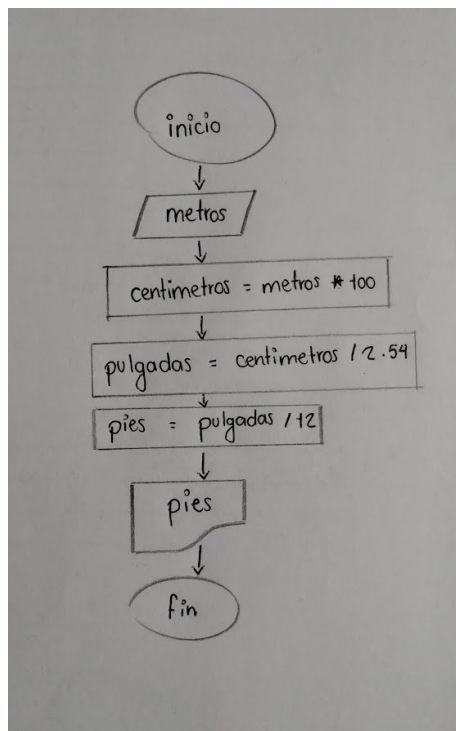 inicio
metros
centimetros = metros * 100
pulgadas = centimetros / 2.54
pies = pulgadas / 12
pies
fin